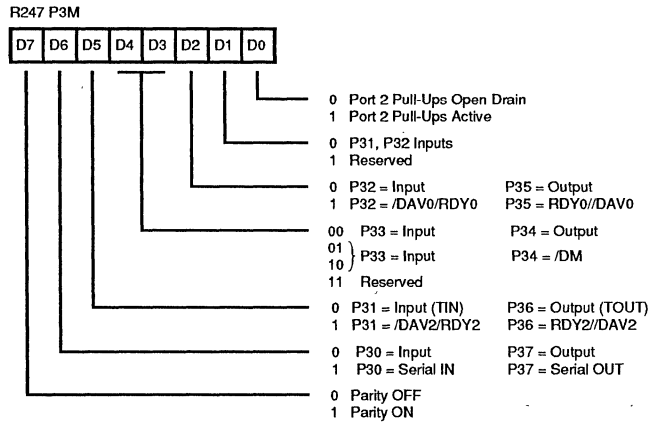 R247 P3M
D7 D6 D5 D4 D3 D2 D1 D0
0 Port 2 Pull-Ups Open Drain
1 Port 2 Pull-Ups Active
0 P31, P32 Inputs
1 Reserved
0 P32 = Input P35 = Output
1 P32 = /DAV0/RDY0 P35 = RDY0//DAV0
00 P33 = Input P34 = Output
01
10 } P33 = Input P34 = /DM
11 Reserved
0 P31 = Input (TIN) P36 = Output (TOUT)
1 P31 = /DAV2/RDY2 P36 = RDY2//DAV2
0 P30 = Input P37 = Output
1 P30 = Serial IN P37 = Serial OUT
0 Parity OFF
1 Parity ON